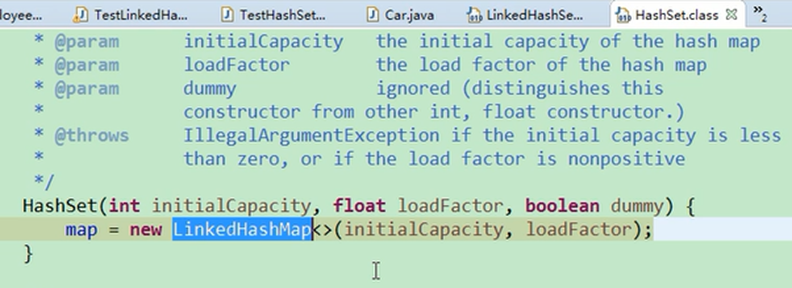 oyee... TestLinkedHa... TestHashSet... Car.java LinkedHashSe... HashSet.class »2
* @param initialCapacity the initial capacity of the hash map
* @param loadFactor the load factor of the hash map
* @param dummy ignored (distinguishes this
* constructor from other int, float constructor.)
* @throws IllegalArgumentException if the initial capacity is less
* than zero, or if the load factor is nonpositive
*/
HashSet(int initialCapacity, float loadFactor, boolean dummy) {
map = new LinkedHashMap<>(initialCapacity, loadFactor);
}